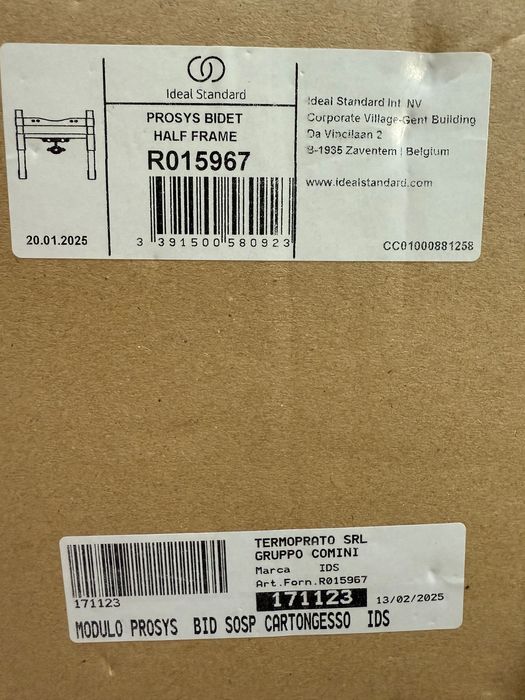 Ideal Standard
PROSYS BIDET
HALF FRAME
R015967
3 391500 580923
20.01.2025
Ideal Standard Int. NV
Corporate Village-Gent Building
Da Vincilaan 2
B-1935 Zaventem | Belgium
www.idealstandard.com
CC01000881258
171123
TERMOPRATO SRL
GRUPPO COMINI
Marca IDS
Art.Forn.R015967
171123 13/02/2025
MODULO PROSYS BID SOSP CARTONGESSO IDS